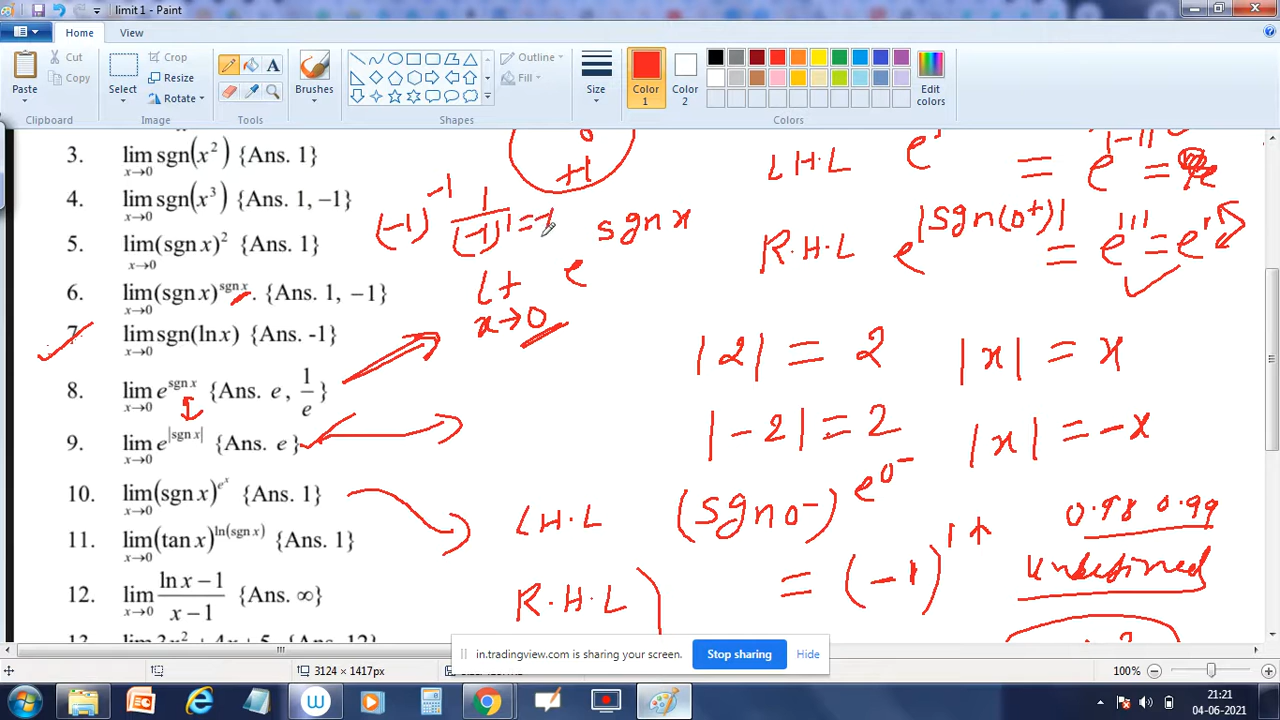 limit 1 - Paint
Home
View
Paste
Cut
Copy
Select
Crop
Resize
Rotate
Brushes
Outline
Fill
Size
Color 1
Color 2
Edit colors
Clipboard
Image
Tools
Shapes
Colors
3. lim x→0 sgn(x²) {Ans. 1}
4. lim x→0 sgn(x³) {Ans. 1, −1}
5. lim x→0 (sgn x)² {Ans. 1}
6. lim x→0 (sgn x)^(sgn x). {Ans. 1, −1}
7. lim x→0 sgn(ln x) {Ans. -1}
8. lim x→0 e^(sgn x) {Ans. e, 1/e}
9. lim x→0 e^|sgn x| {Ans. e}
10. lim x→0 (sgn x)^(e^x) {Ans. 1}
11. lim x→0 (tan x)^(ln(sgn x)) {Ans. 1}
12. lim x→0 (ln x − 1)/(x − 1) {Ans. ∞}
0
+1
(-1)^-1 1/(-1)^1 =
sgn x
Lt x→0 e
LHL e = e^|-1| =
R.H.L e^|sgn(0+)| = e^|1| = e^1
|2| = 2 |x| = x
|-2| = 2 |x| = -x
LH.L (sgn 0-)^(e^0-)
= (-1)^1+
0.98 0.99
undefined
R.H.L
in.tradingview.com is sharing your screen.
Stop sharing
Hide
3124 × 1417px
100%
21:21
04-06-2021